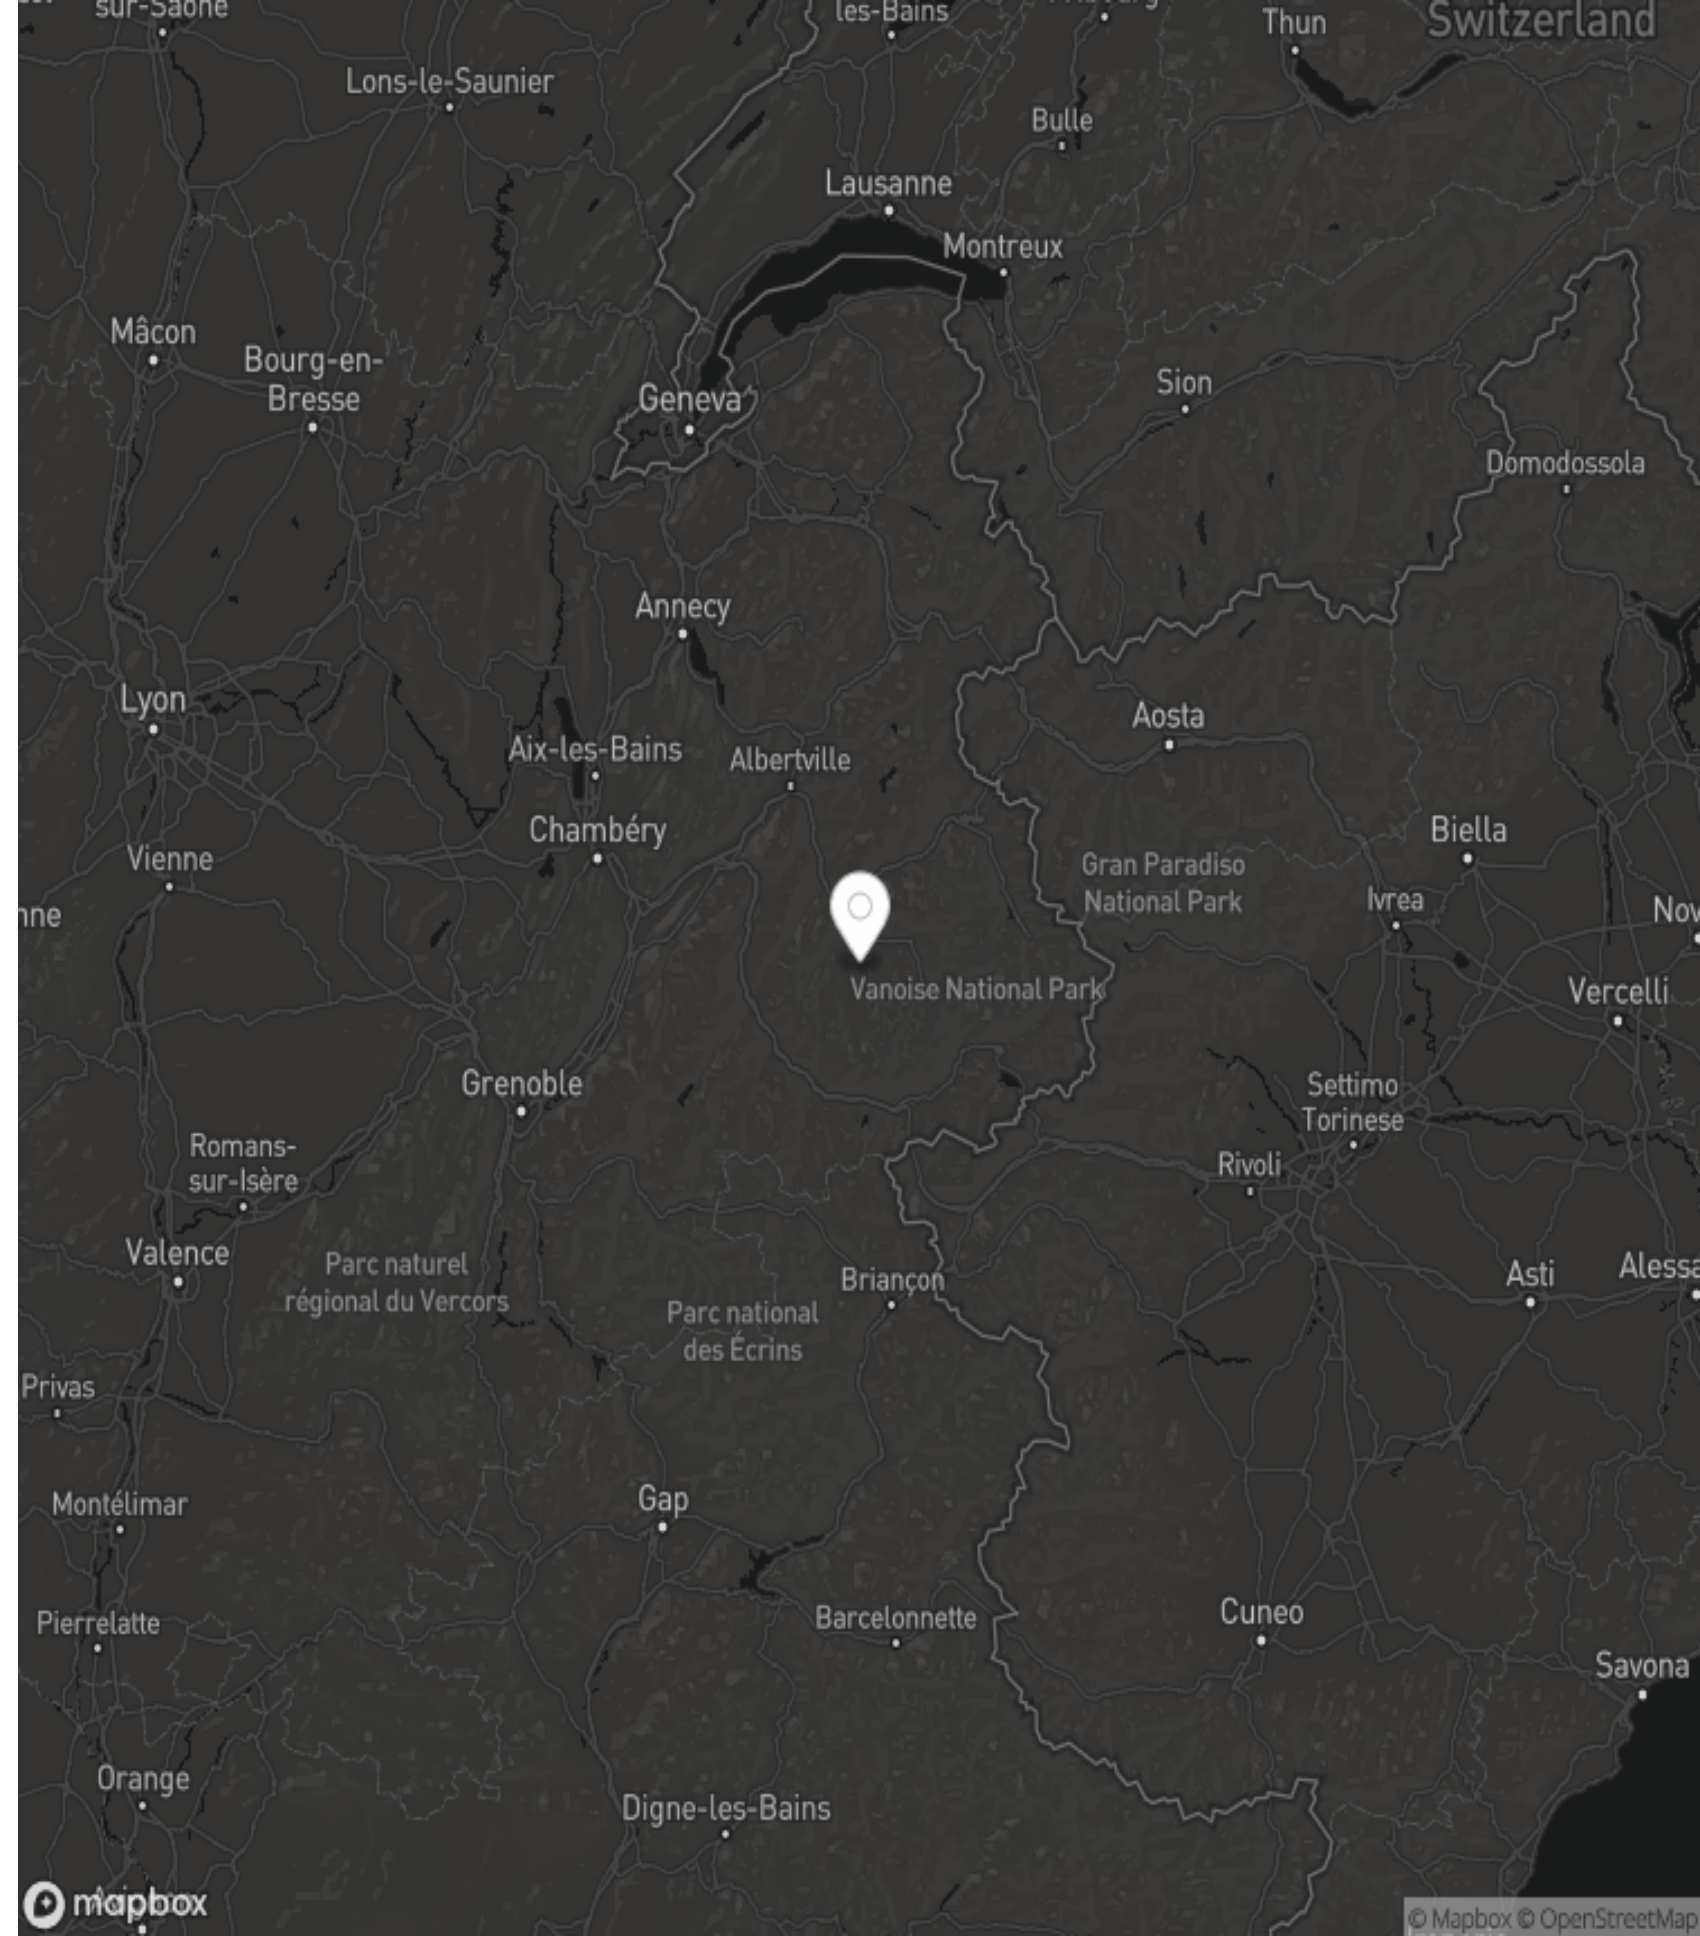 sur-Saône
les-Bains
Thun
Switzerland
Lons-le-Saunier
Bulle
Lausanne
Montreux
Mâcon
Bourg-en-
Bresse
Geneva
Sion
Domodossola
Annecy
Lyon
Aosta
Aix-les-Bains
Albertville
Chambéry
Biella
Vienne
Gran Paradiso
National Park
Ivrea
nne
Nov
Vanoise National Park
Vercelli
Grenoble
Settimo
Torinese
Romans-
sur-Isère
Rivoli
Valence
Parc naturel
régional du Vercors
Briançon
Asti
Alessa
Parc national
des Écrins
Privas
Montélimar
Gap
Pierrelatte
Barcelonnette
Cuneo
Savona
Orange
Digne-les-Bains
mapbox
© Mapbox © OpenStreetMap